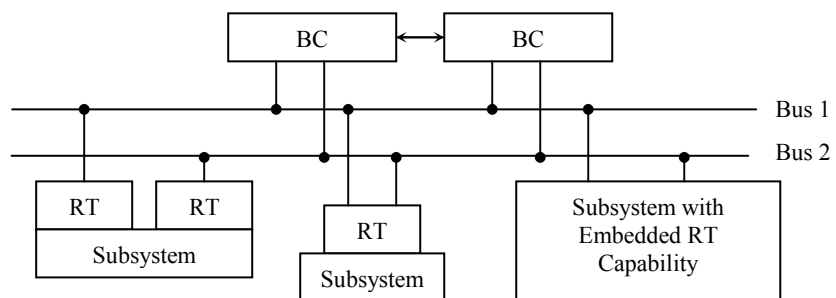 BC
BC
Bus 1
Bus 2
RT
RT
Subsystem
RT
Subsystem
Subsystem with
Embedded RT
Capability